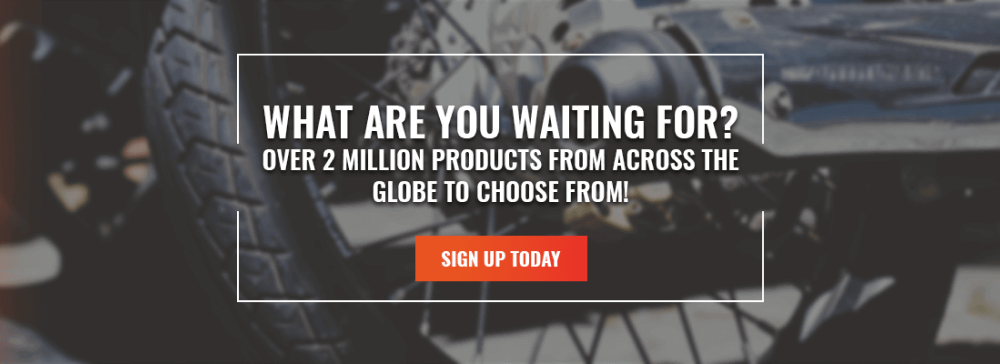 WHAT ARE YOU WAITING FOR?
OVER 2 MILLION PRODUCTS FROM ACROSS THE
GLOBE TO CHOOSE FROM!
SIGN UP TODAY